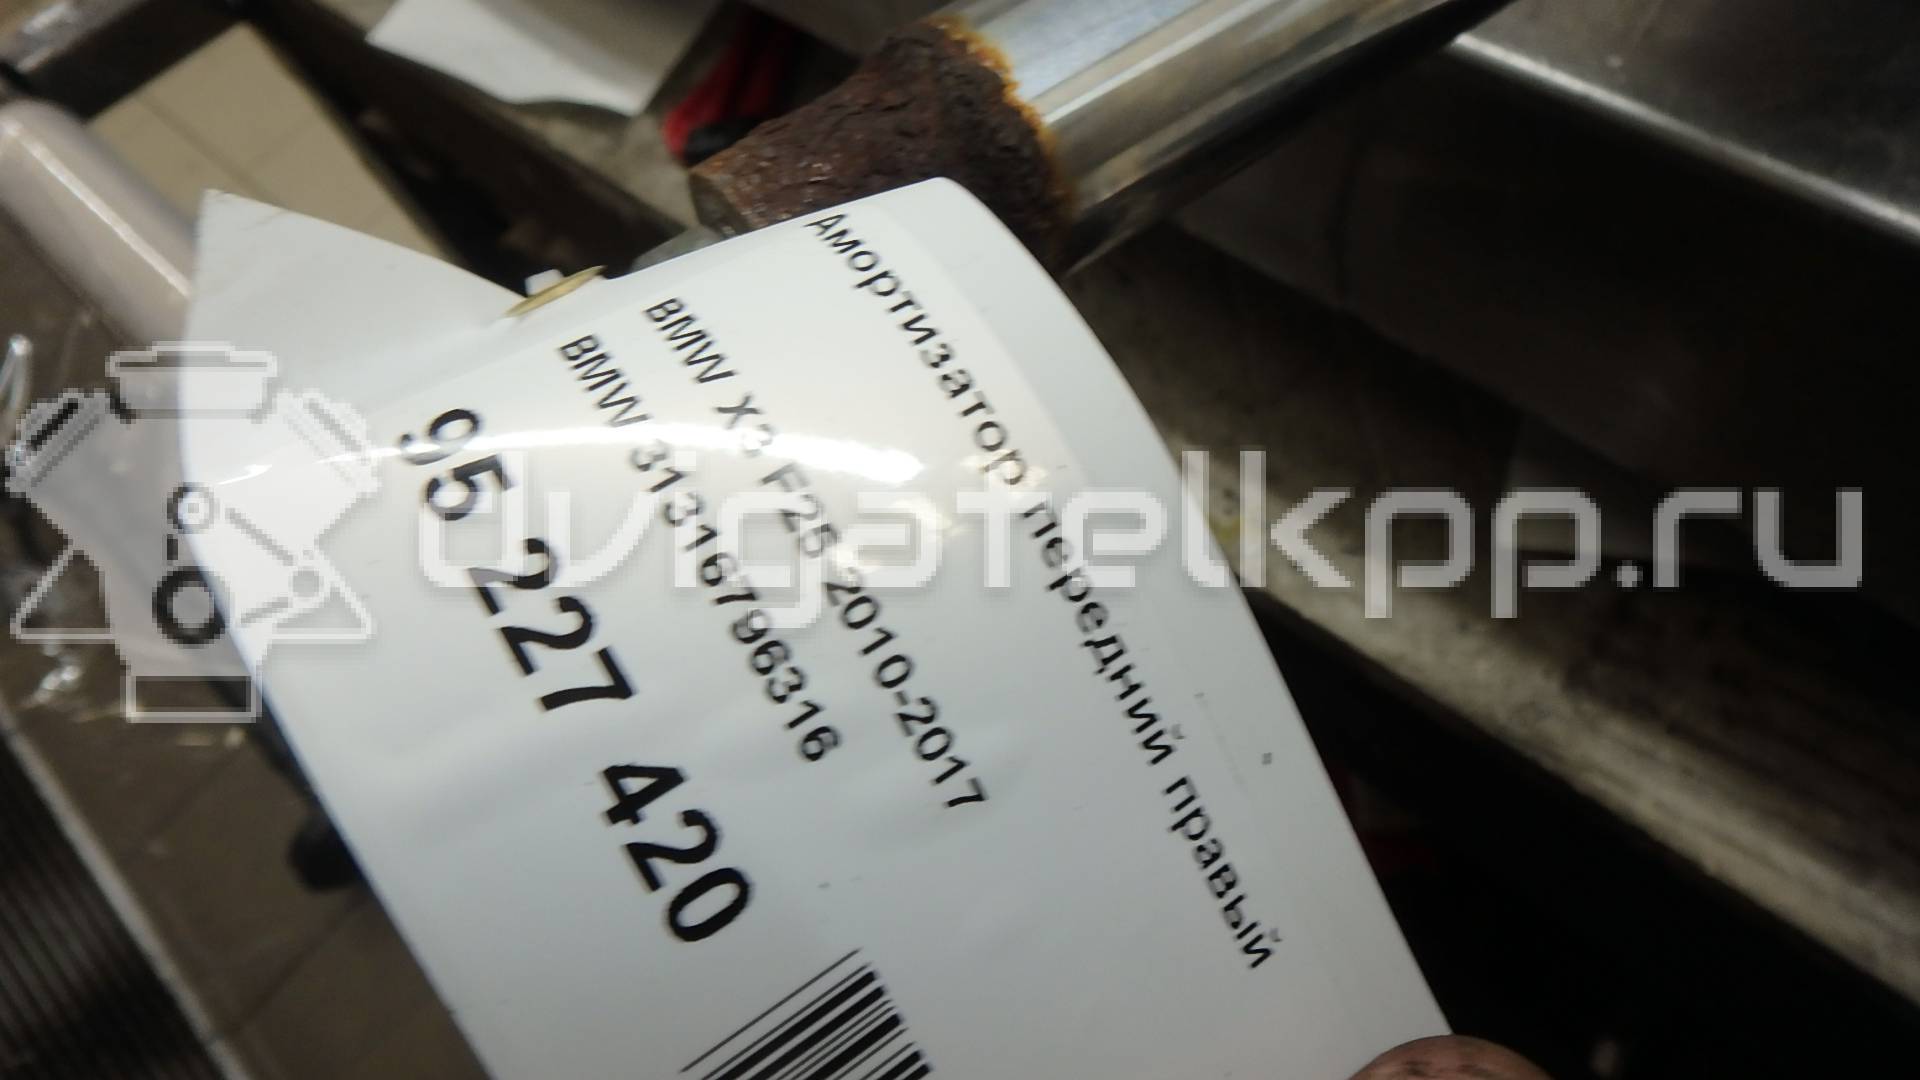 Амортизатор передний правый
BMW X3 F25 2010-2017
BMW 31316796316
95 227 420
dvigatelkpp.ru